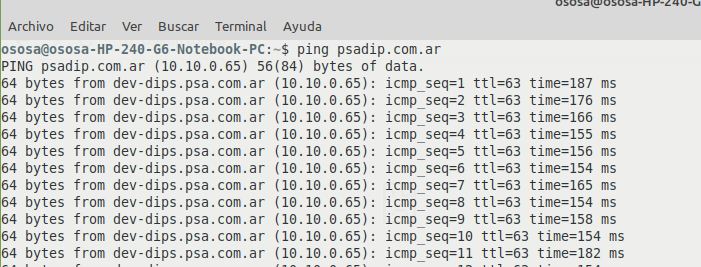 ososa@ososa-HP-240-G
Archivo Editar Ver Buscar Terminal Ayuda
ososa@ososa-HP-240-G6-Notebook-PC:~$ ping psadip.com.ar
PING psadip.com.ar (10.10.0.65) 56(84) bytes of data.
64 bytes from dev-dips.psa.com.ar (10.10.0.65): icmp_seq=1 ttl=63 time=187 ms
64 bytes from dev-dips.psa.com.ar (10.10.0.65): icmp_seq=2 ttl=63 time=176 ms
64 bytes from dev-dips.psa.com.ar (10.10.0.65): icmp_seq=3 ttl=63 time=166 ms
64 bytes from dev-dips.psa.com.ar (10.10.0.65): icmp_seq=4 ttl=63 time=155 ms
64 bytes from dev-dips.psa.com.ar (10.10.0.65): icmp_seq=5 ttl=63 time=156 ms
64 bytes from dev-dips.psa.com.ar (10.10.0.65): icmp_seq=6 ttl=63 time=154 ms
64 bytes from dev-dips.psa.com.ar (10.10.0.65): icmp_seq=7 ttl=63 time=165 ms
64 bytes from dev-dips.psa.com.ar (10.10.0.65): icmp_seq=8 ttl=63 time=154 ms
64 bytes from dev-dips.psa.com.ar (10.10.0.65): icmp_seq=9 ttl=63 time=158 ms
64 bytes from dev-dips.psa.com.ar (10.10.0.65): icmp_seq=10 ttl=63 time=154 ms
64 bytes from dev-dips.psa.com.ar (10.10.0.65): icmp_seq=11 ttl=63 time=182 ms